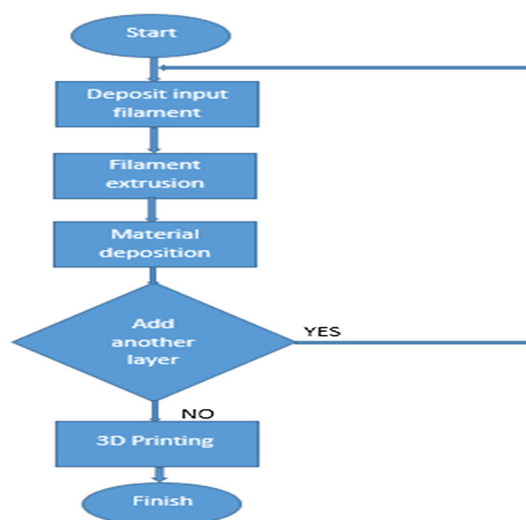 Start
Deposit input
filament
Filament
extrusion
Material
deposition
Add
another
layer
YES
NO
3D Printing
Finish